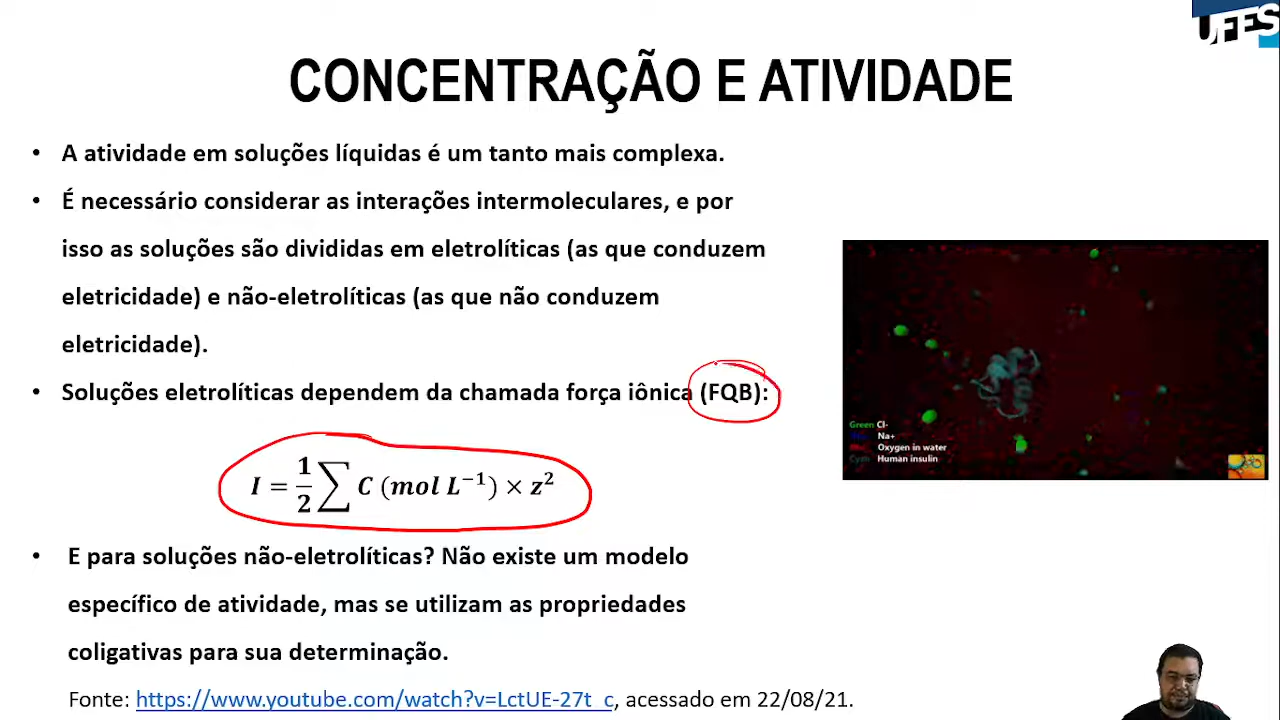 UFES
CONCENTRAÇÃO E ATIVIDADE
• A atividade em soluções líquidas é um tanto mais complexa.
• É necessário considerar as interações intermoleculares, e por
isso as soluções são divididas em eletrolíticas (as que conduzem
eletricidade) e não-eletrolíticas (as que não conduzem
eletricidade).
• Soluções eletrolíticas dependem da chamada força iônica (FQB):
I = 1/2 ∑ C (mol L⁻¹) × z²
Green Cl-
Na+
Oxygen in water
Cyan Human insulin
• E para soluções não-eletrolíticas? Não existe um modelo
específico de atividade, mas se utilizam as propriedades
coligativas para sua determinação.
Fonte: https://www.youtube.com/watch?v=LctUE-27t_c, acessado em 22/08/21.